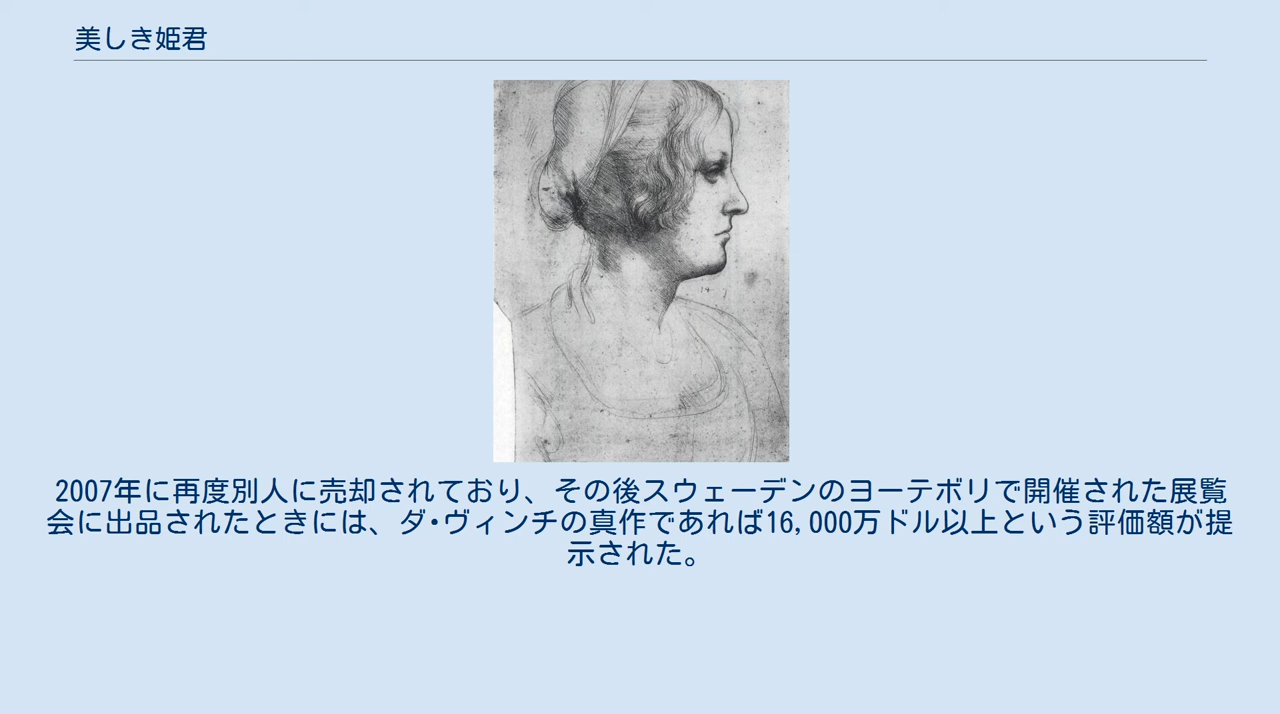 美しき姫君
2007年に再度別人に売却されており、その後スウェーデンのヨーテボリで開催された展覧
会に出品されたときには、ダ・ヴィンチの真作であれば16,000万ドル以上という評価額が提
示された。